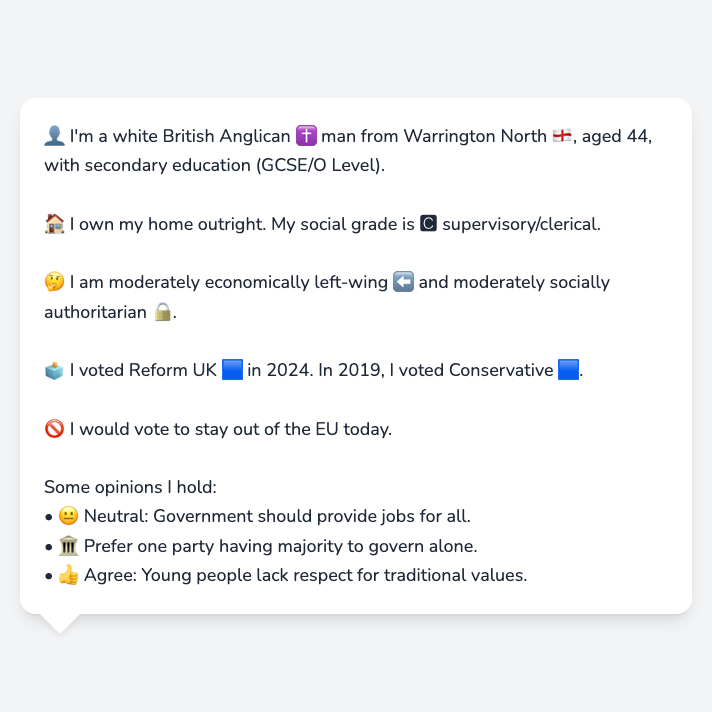 👤 I'm a white British Anglican ✝️ man from Warrington North 🏴󠁧󠁢󠁥󠁮󠁧󠁿, aged 44,
with secondary education (GCSE/O Level).
🏠 I own my home outright. My social grade is 🅲 supervisory/clerical.
🤔 I am moderately economically left-wing ⬅️ and moderately socially
authoritarian 🔒.
🗳️ I voted Reform UK 🟦 in 2024. In 2019, I voted Conservative 🟦.
🚫 I would vote to stay out of the EU today.
Some opinions I hold:
• 😐 Neutral: Government should provide jobs for all.
• 🏛️ Prefer one party having majority to govern alone.
• 👍 Agree: Young people lack respect for traditional values.